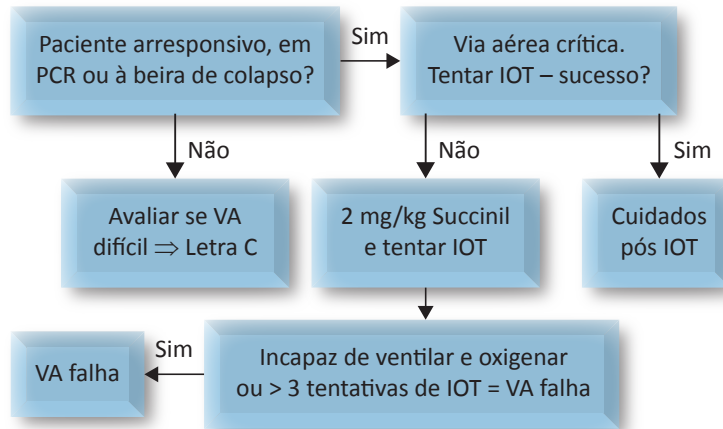 Paciente arresponsivo, em
PCR ou à beira de colapso?
Sim
Via aérea crítica.
Tentar IOT – sucesso?
Não
Não
Sim
Avaliar se VA
difícil ⇒ Letra C
2 mg/kg Succinil
e tentar IOT
Cuidados
pós IOT
VA falha
Sim
Incapaz de ventilar e oxigenar
ou > 3 tentativas de IOT = VA falha